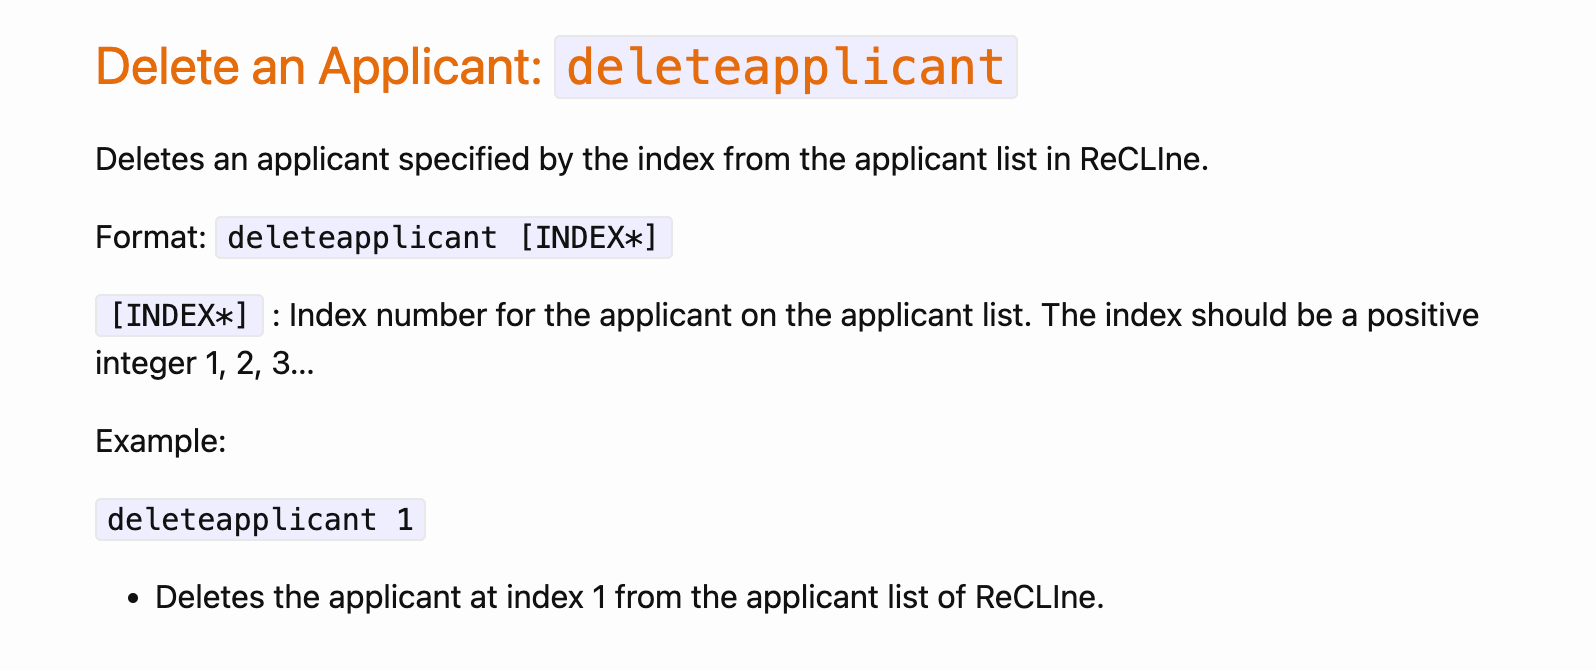 Delete an Applicant: deleteapplicant
Deletes an applicant specified by the index from the applicant list in ReCLIne.
Format: deleteapplicant [INDEX*]
[INDEX*] : Index number for the applicant on the applicant list. The index should be a positive
integer 1, 2, 3...
Example:
deleteapplicant 1
• Deletes the applicant at index 1 from the applicant list of ReCLIne.